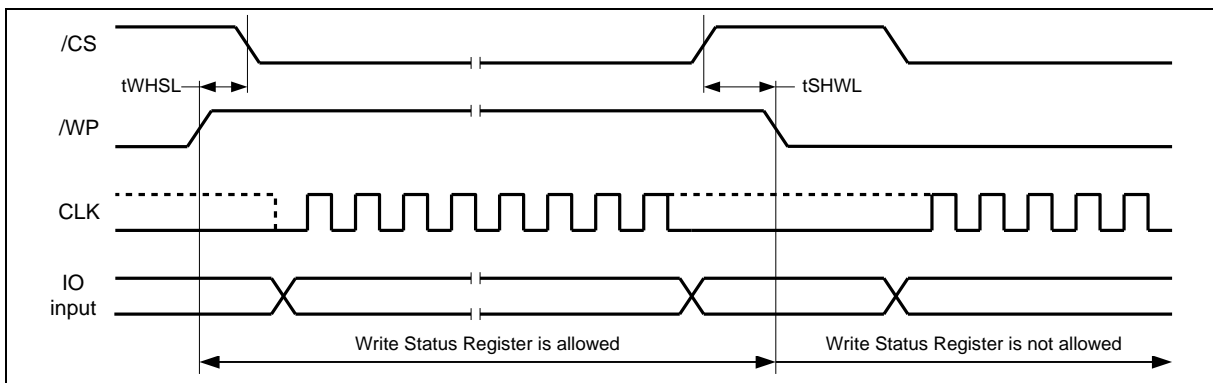 /CS
tWHSL
tSHWL
/WP
CLK
IO
input
Write Status Register is allowed
Write Status Register is not allowed